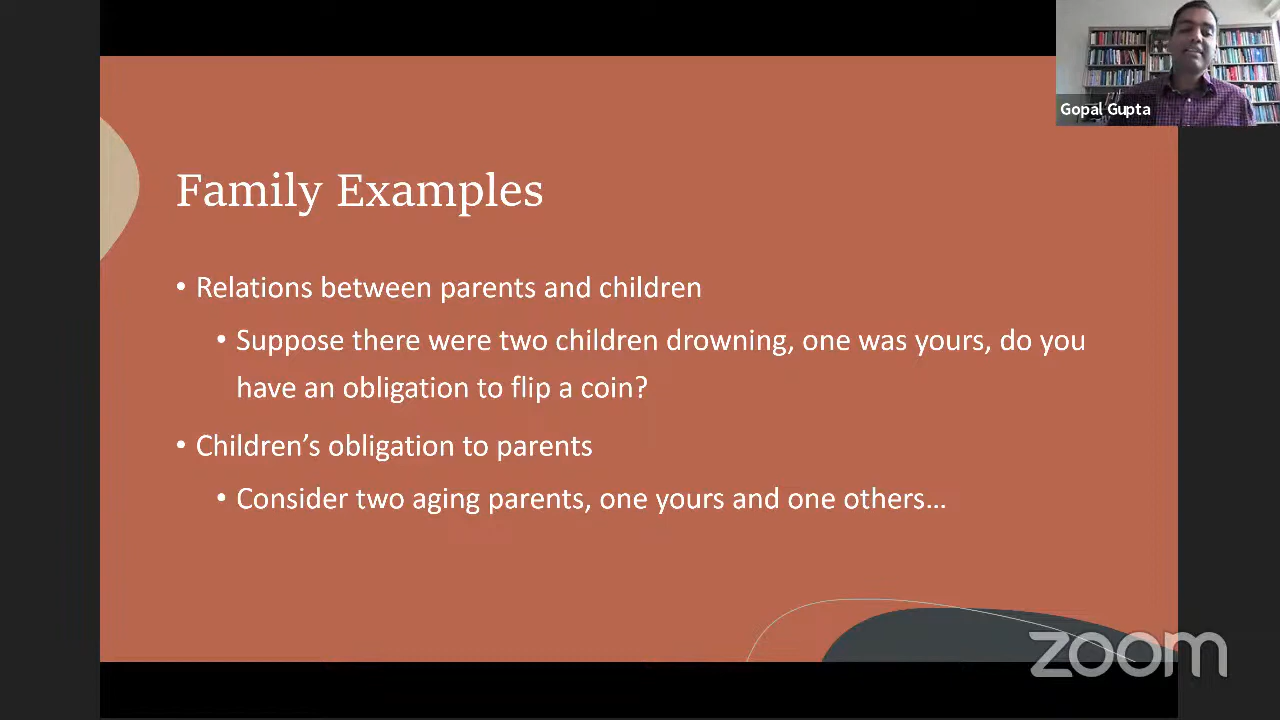 Gopal Gupta
Family Examples
• Relations between parents and children
• Suppose there were two children drowning, one was yours, do you
have an obligation to flip a coin?
• Children’s obligation to parents
• Consider two aging parents, one yours and one others…
zoom